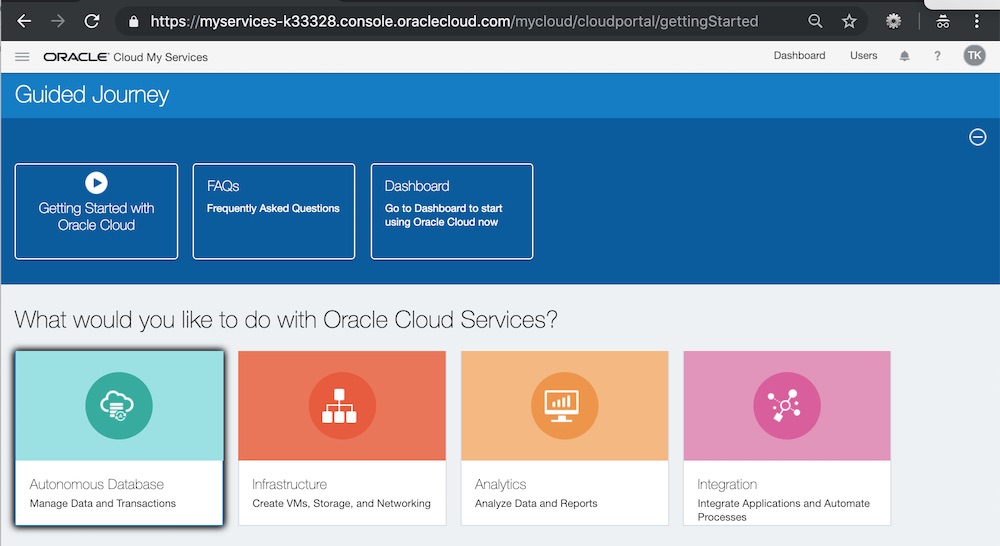 https://myservices-k33328.console.oraclecloud.com/mycloud/cloudportal/gettingStarted
ORACLE' Cloud My Services
Dashboard
Users
?
TK
Guided Journey
Getting Started with
Oracle Cloud
FAQs
Frequently Asked Questions
Dashboard
Go to Dashboard to start
using Oracle Cloud now
What would you like to do with Oracle Cloud Services?
Autonomous Database
Manage Data and Transactions
Infrastructure
Create VMs, Storage, and Networking
Analytics
Analyze Data and Reports
Integration
Integrate Applications and Automate
Processes